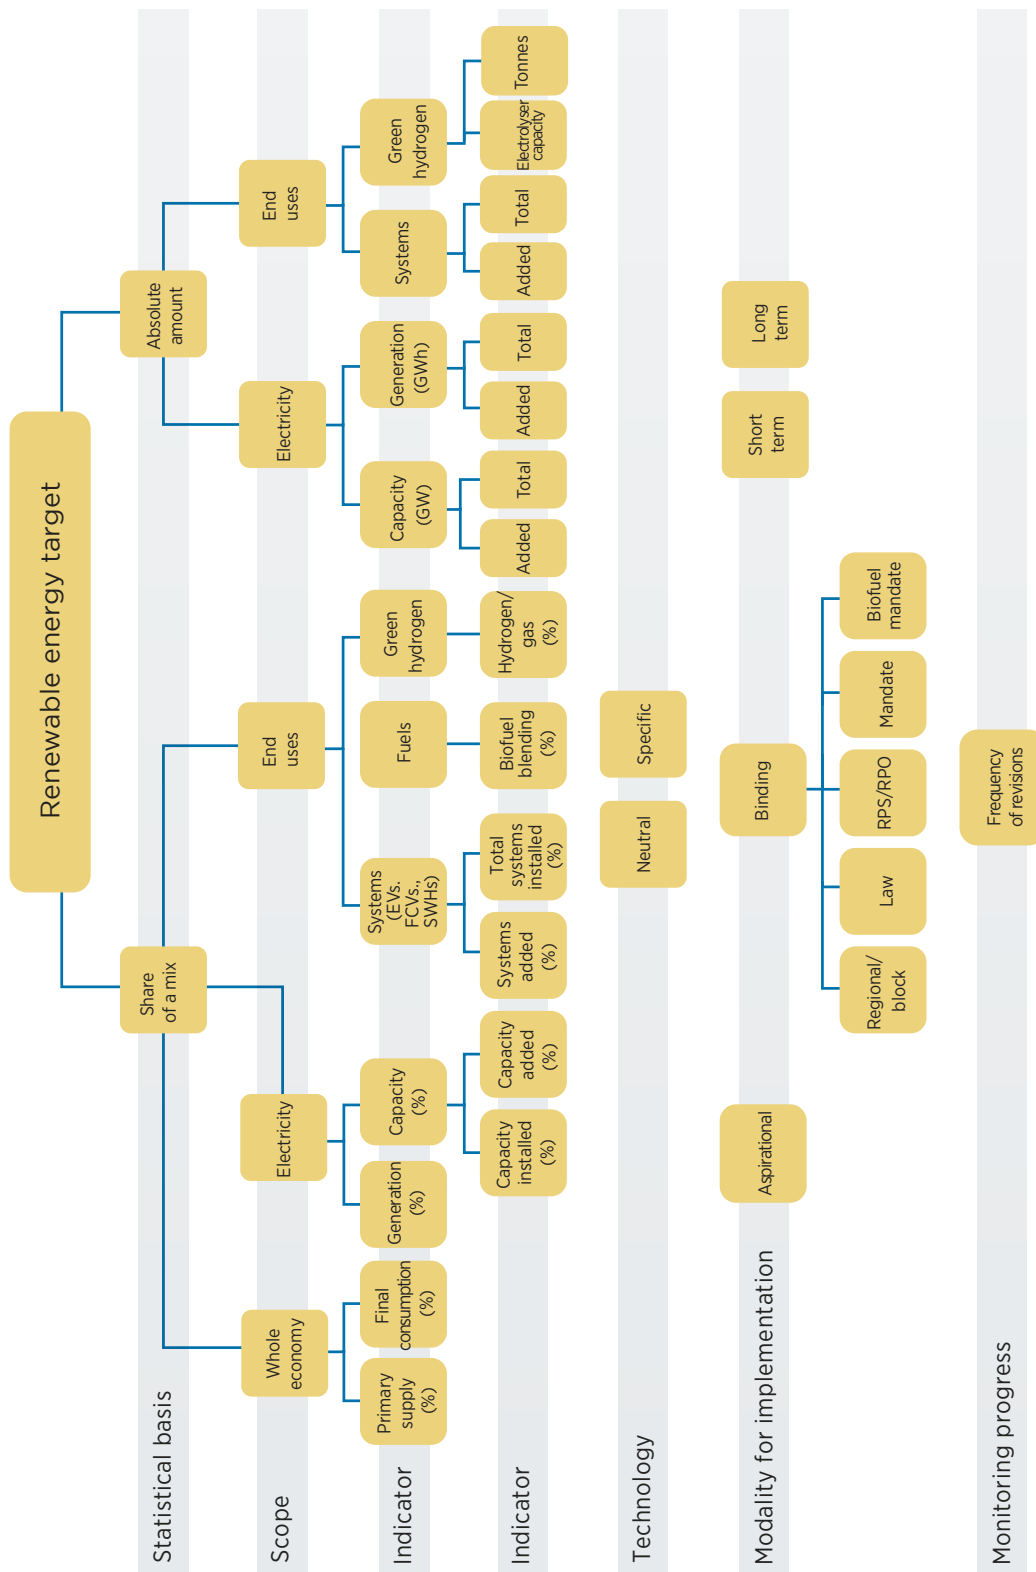 Renewable energy target
Statistical basis
Share
of a mix
Absolute
amount
Scope
Whole
economy
Electricity
End
uses
Electricity
End
uses
Indicator
Primary
supply
(%)
Final
consumption
(%)
Generation
(%)
Capacity
(%)
Systems
(EVs.
FCVs.,
SWHs)
Fuels
Green
hydrogen
Capacity
(GW)
Generation
(GWh)
Systems
Green
hydrogen
Indicator
Capacity
installed
(%)
Capacity
added
(%)
Systems
added
(%)
Total
systems
installed
(%)
Biofuel
blending
(%)
Hydrogen/
gas
(%)
Added
Total
Added
Total
Added
Total
Electrolyser
capacity
Tonnes
Technology
Neutral
Specific
Modality for implementation
Aspirational
Binding
Short
term
Long
term
Regional/
block
Law
RPS/RPO
Mandate
Biofuel
mandate
Monitoring progress
Frequency
of revisions